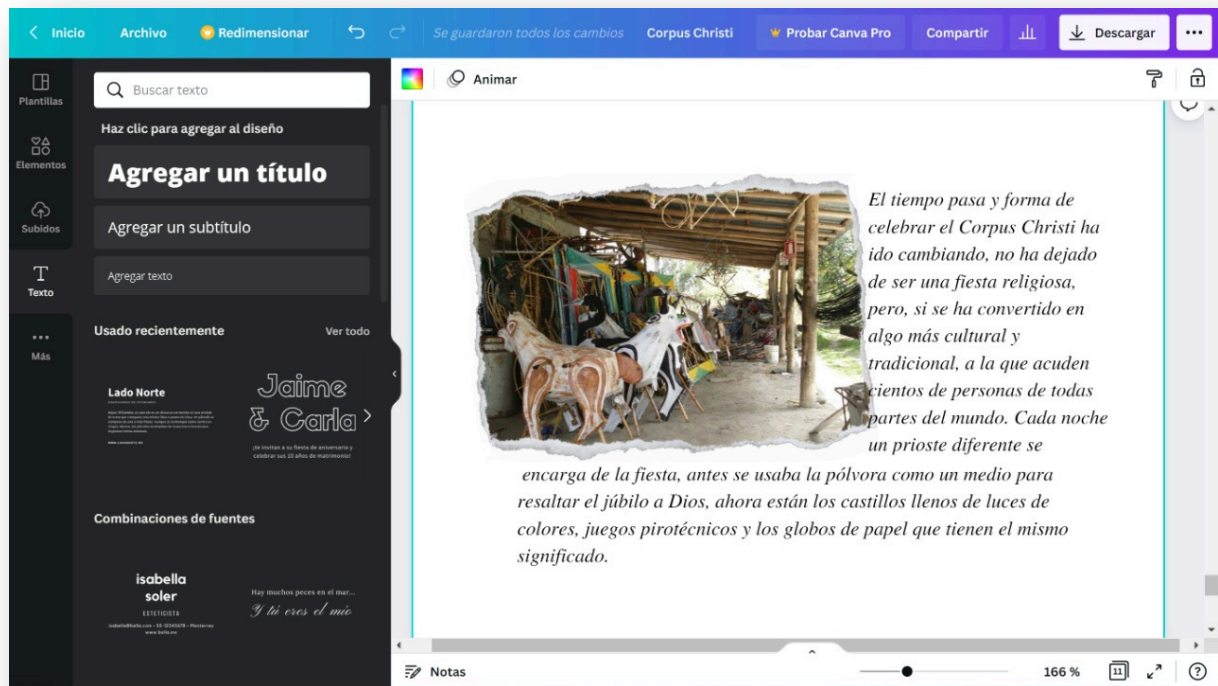 Inicio
Archivo
Redimensionar
Se guardaron todos los cambios
Corpus Christi
Probar Canva Pro
Compartir
Descargar
Plantillas
Elementos
Subidos
Texto
Más
Buscar texto
Haz clic para agregar al diseño
Agregar un título
Agregar un subtítulo
Agregar texto
Usado recientemente
Ver todo
Lado Norte
Jaime
& Carla
¡te invitan a su fiesta de aniversario y
celebrar sus 10 años de matrimonio!
Combinaciones de fuentes
isabella
soler
ESTETICISTA
www.bella.mx
Hay muchos peces en el mar...
Y tú eres el mío
Animar
El tiempo pasa y forma de
celebrar el Corpus Christi ha
ido cambiando, no ha dejado
de ser una fiesta religiosa,
pero, si se ha convertido en
algo más cultural y
tradicional, a la que acuden
cientos de personas de todas
partes del mundo. Cada noche
un prioste diferente se
encarga de la fiesta, antes se usaba la pólvora como un medio para
resaltar el júbilo a Dios, ahora están los castillos llenos de luces de
colores, juegos pirotécnicos y los globos de papel que tienen el mismo
significado.
Notas
166 %
11